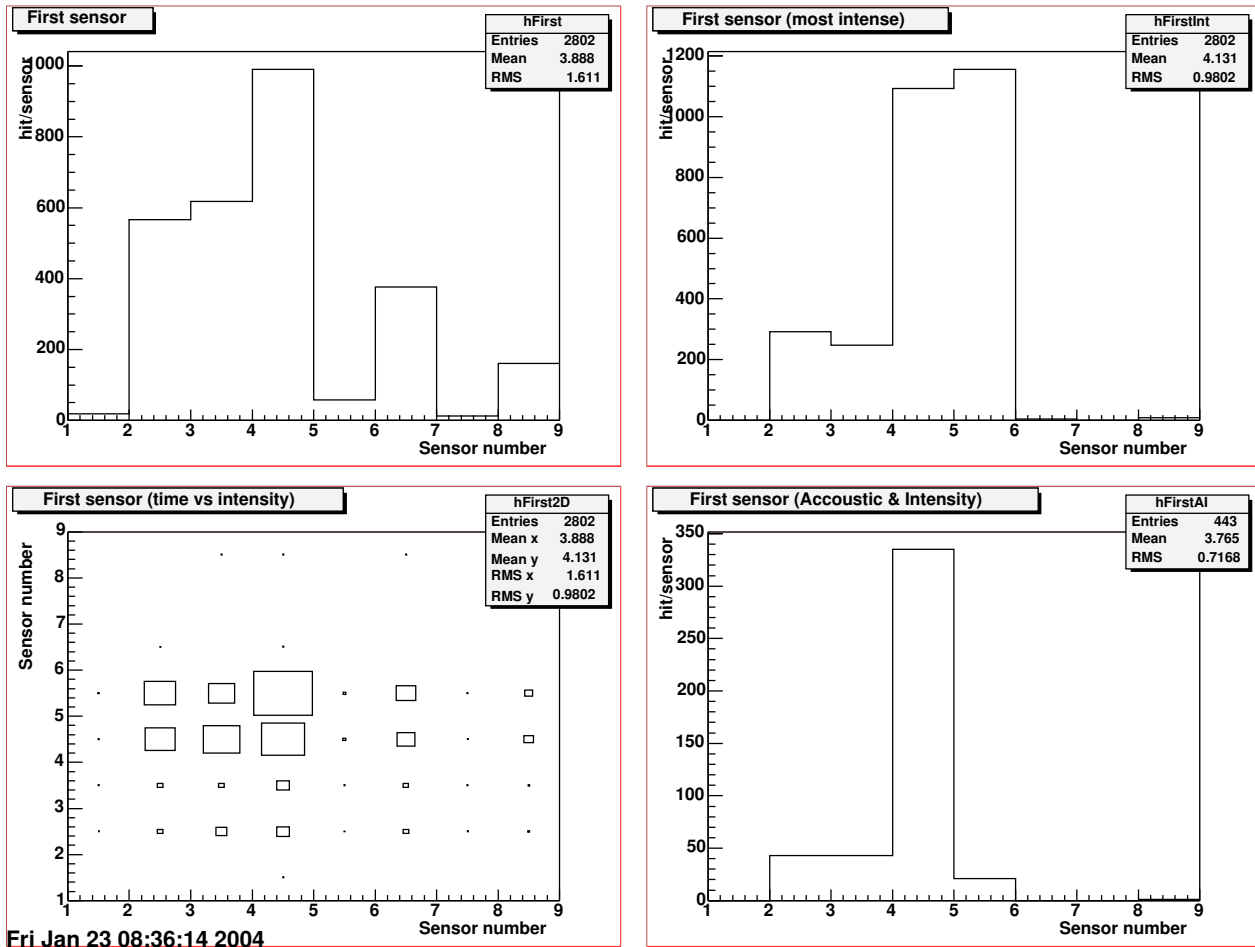 First sensor
hFirst
Entries 2802
Mean 3.888
RMS 1.611
hit/sensor
1000
800
600
400
200
0
1 2 3 4 5 6 7 8 9
Sensor number
First sensor (most intense)
hFirstInt
Entries 2802
Mean 4.131
RMS 0.9802
hit/sensor
1200
1000
800
600
400
200
0
1 2 3 4 5 6 7 8 9
Sensor number
First sensor (time vs intensity)
hFirst2D
Entries 2802
Mean x 3.888
Mean y 4.131
RMS x 1.611
RMS y 0.9802
Sensor number
9
8
7
6
5
4
3
2
1
1 2 3 4 5 6 7 8 9
Sensor number
First sensor (Accoustic & Intensity)
hFirstAI
Entries 443
Mean 3.765
RMS 0.7168
hit/sensor
350
300
250
200
150
100
50
0
1 2 3 4 5 6 7 8 9
Sensor number
Fri Jan 23 08:36:14 2004